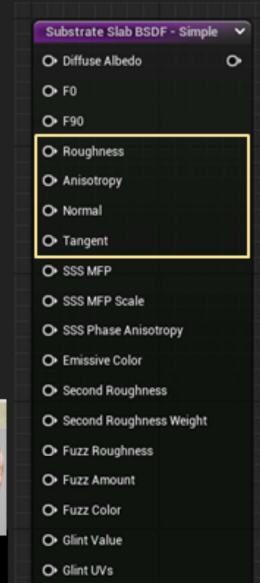 Substrate Slab BSDF - Simple
Diffuse Albedo
F0
F90
Roughness
Anisotropy
Normal
Tangent
SSS MFP
SSS MFP Scale
SSS Phase Anisotropy
Emissive Color
Second Roughness
Second Roughness Weight
Fuzz Roughness
Fuzz Amount
Fuzz Color
Glint Value
Glint UVs